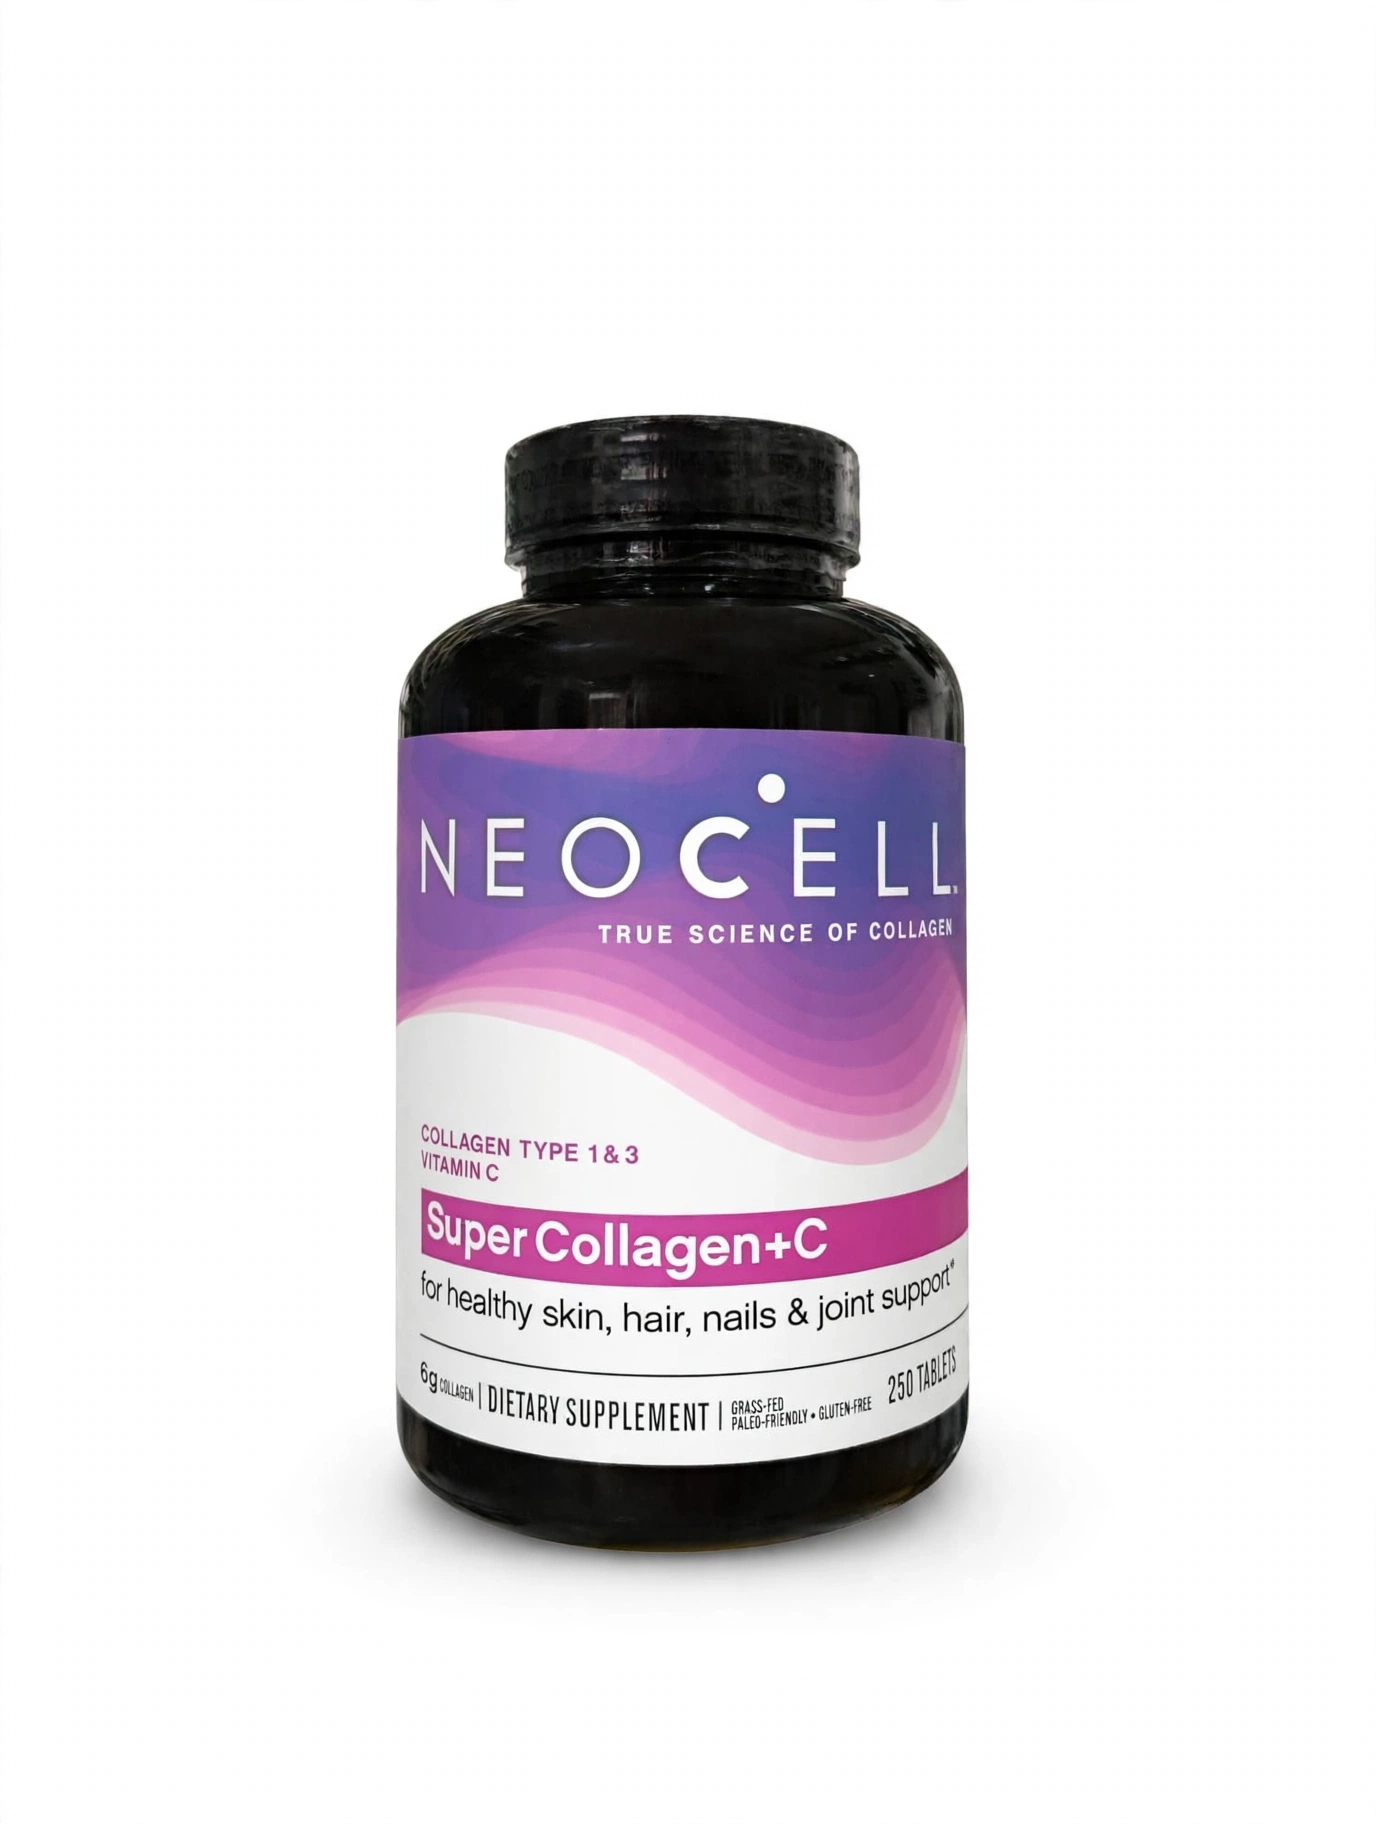 NEOCELL™
TRUE SCIENCE OF COLLAGEN
COLLAGEN TYPE 1 & 3
VITAMIN C
Super Collagen+C
for healthy skin, hair, nails & joint support*
6g COLLAGEN | DIETARY SUPPLEMENT | GRASS-FED
PALEO-FRIENDLY • GLUTEN-FREE
250 TABLETS